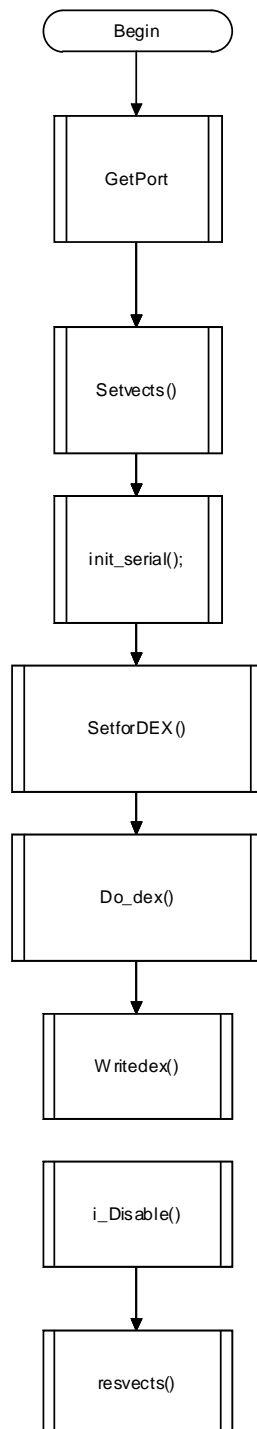 Begin
GetPort
Setvects()
init_serial();
SetforDEX()
Do_dex()
Writedex()
i_Disable()
resvects()